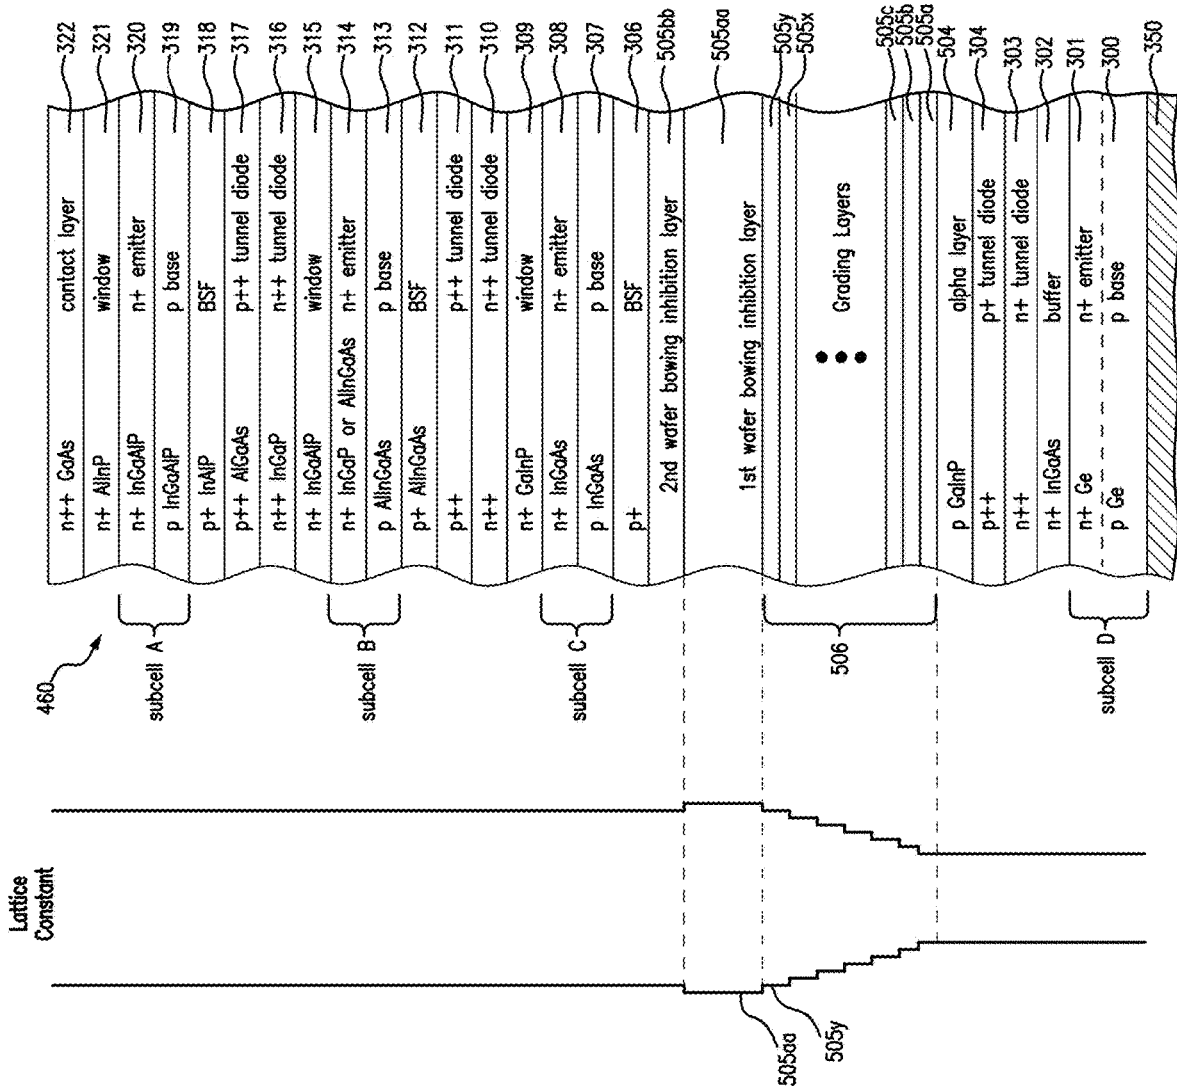 460
n++ GaAs contact layer 322
n+ AlInP window 321
n+ InGaAlP n+ emitter 320
p InGaAlP p base 319
subcell A
p+ InAlP BSF 318
p++ AlGaAs p++ tunnel diode 317
n++ InGaP n++ tunnel diode 316
n+ InGaAlP window 315
n+ InGaP or AlInGaAs n+ emitter 314
p AlInGaAs p base 313
subcell B
p+ AlInGaAs BSF 312
p++ p++ tunnel diode 311
n++ n++ tunnel diode 310
n+ GaInP window 309
n+ InGaAs n+ emitter 308
p InGaAs p base 307
subcell C
p+ BSF 306
2nd wafer bowing inhibition layer 505bb
1st wafer bowing inhibition layer 505aa
505y
505x
Grading Layers
506
505c
505b
505a
p GaInP alpha layer 504
p++ p+ tunnel diode 304
n++ n+ tunnel diode 303
n+ InGaAs buffer 302
n+ Ge n+ emitter 301
p Ge p base 300
subcell D
350
Lattice
Constant
505aa
505y